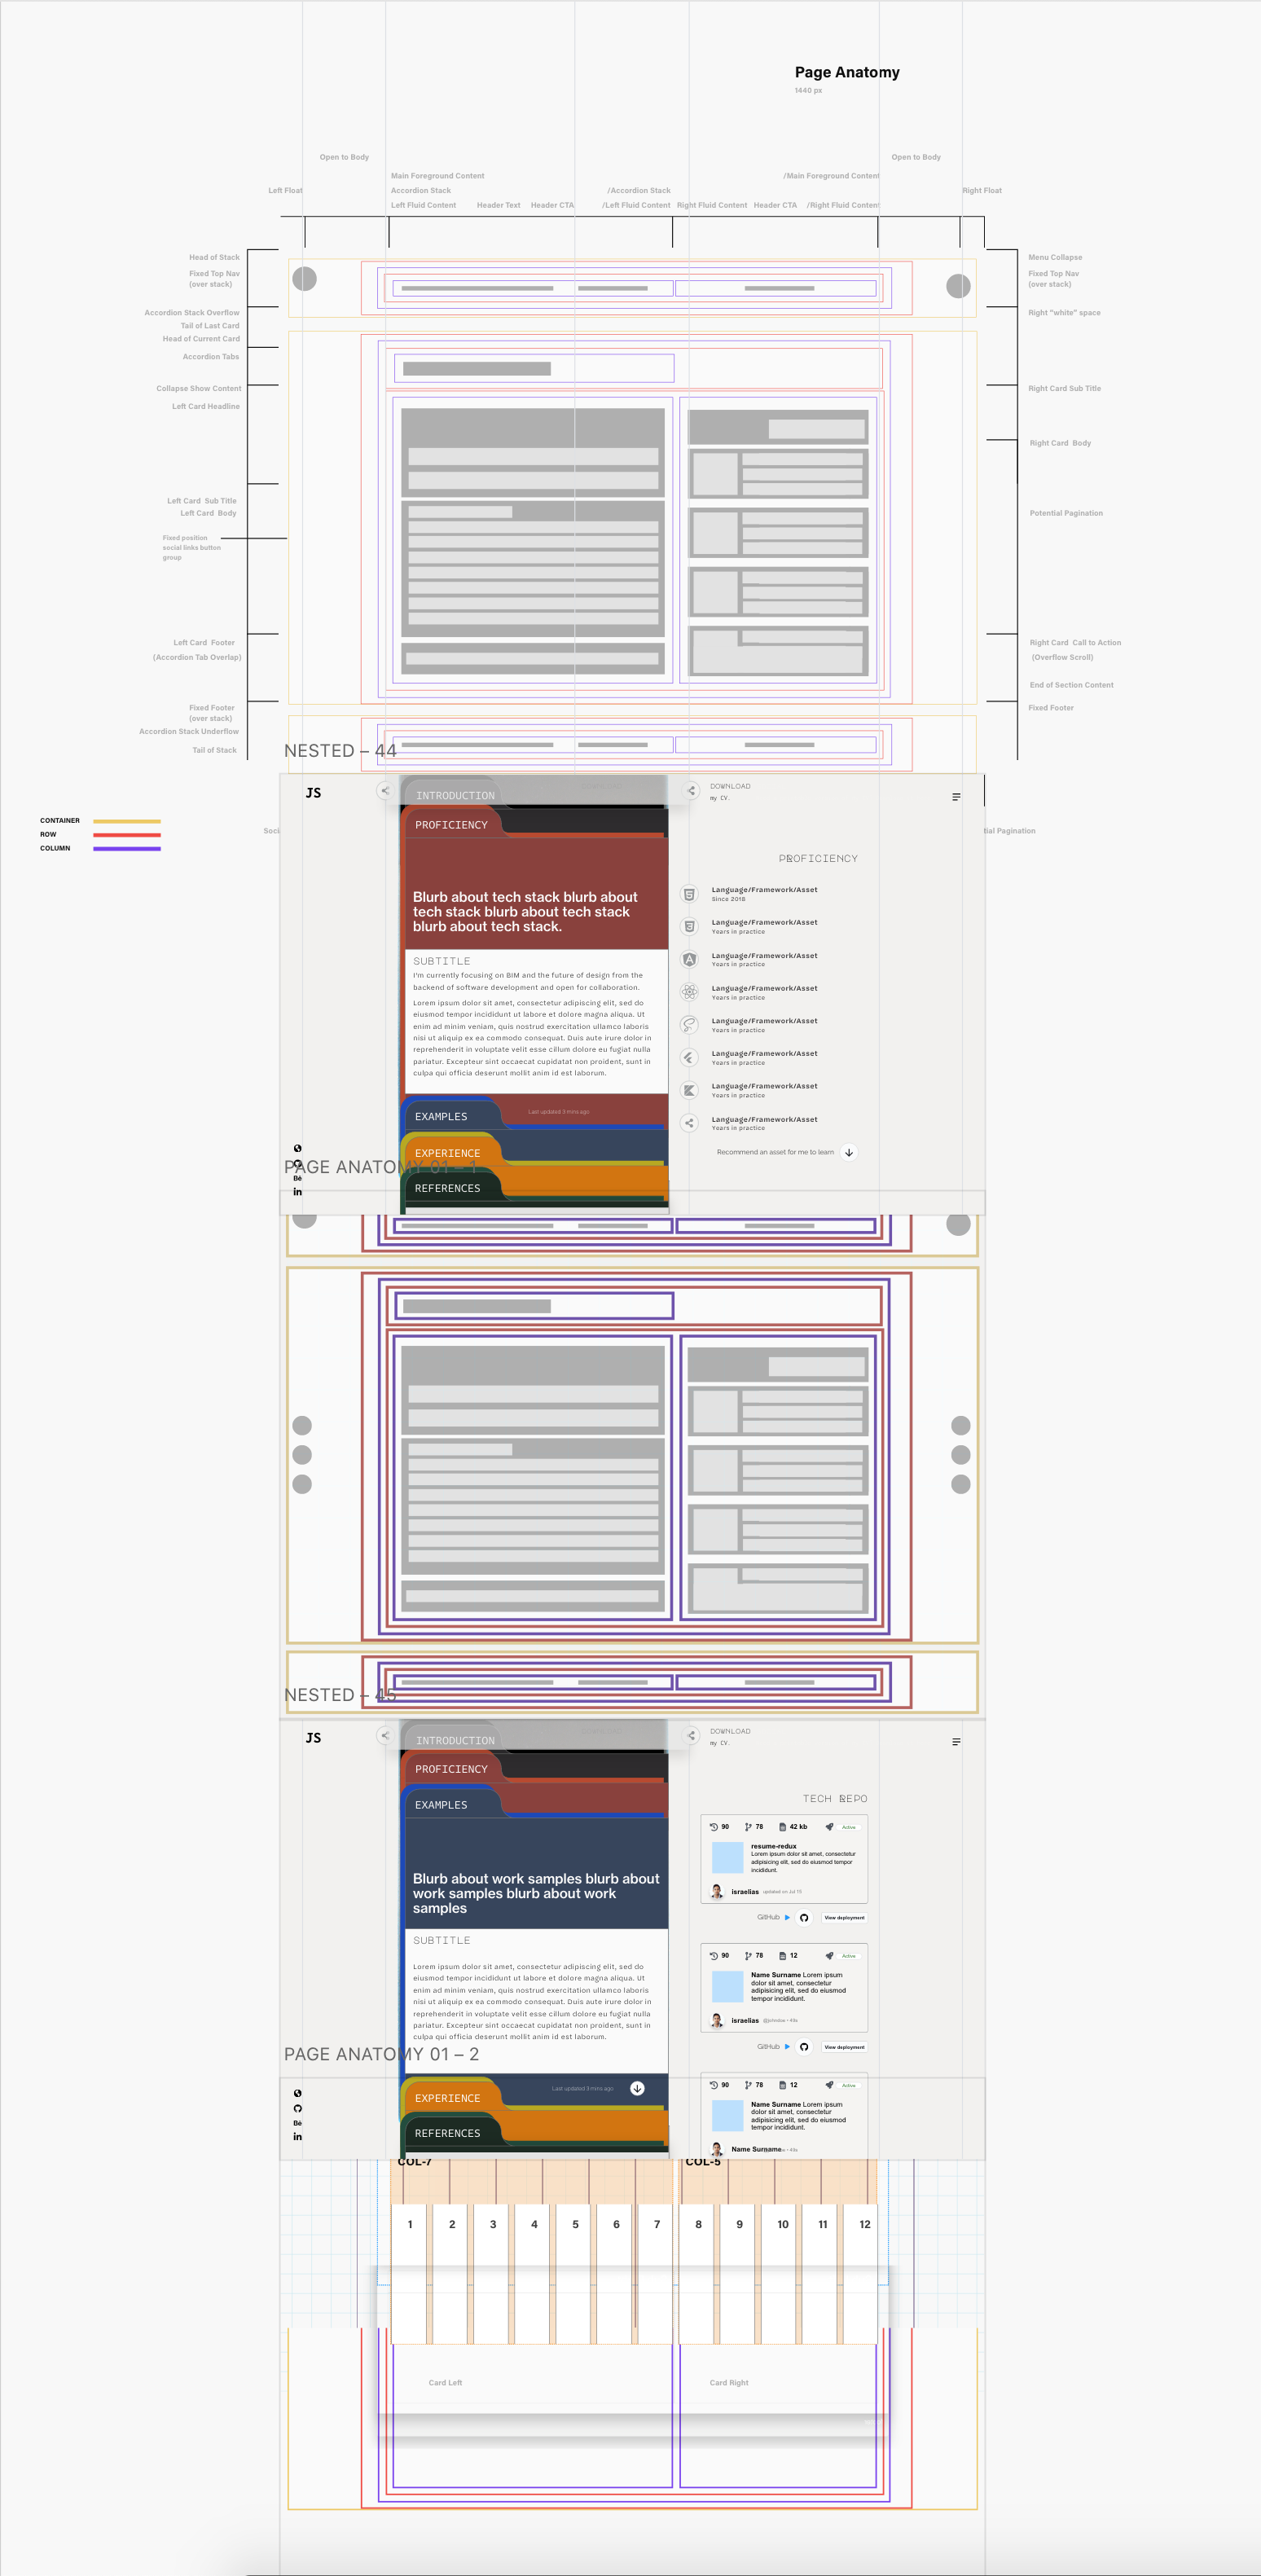 Page Anatomy
1440 px
Open to Body
Open to Body
Main Foreground Content
/Main Foreground Content
Left Float
Accordion Stack
/Accordion Stack
Right Float
Left Fluid Content
Header Text
Header CTA
/Left Fluid Content
Right Fluid Content
Header CTA
/Right Fluid Content
Head of Stack
Fixed Top Nav
(over stack)
Accordion Stack Overflow
Tail of Last Card
Head of Current Card
Accordion Tabs
Collapse Show Content
Left Card Headline
Left Card Sub Title
Left Card Body
Fixed position
social links button
group
Left Card Footer
(Accordion Tab Overlap)
Fixed Footer
(over stack)
Accordion Stack Underflow
Tail of Stack
Menu Collapse
Fixed Top Nav
(over stack)
Right "white" space
Right Card Sub Title
Right Card Body
Potential Pagination
Right Card Call to Action
(Overflow Scroll)
End of Section Content
Fixed Footer
CONTAINER
ROW
COLUMN
Soci
tial Pagination
NESTED – 44
JS
INTRODUCTION
DOWNLOAD
my CV.
PROFICIENCY
Blurb about tech stack blurb about
tech stack blurb about tech stack
blurb about tech stack.
SUBTITLE
I'm currently focusing on BIM and the future of design from the
backend of software development and open for collaboration.
Lorem ipsum dolor sit amet, consectetur adipiscing elit, sed do
eiusmod tempor incididunt ut labore et dolore magna aliqua. Ut
enim ad minim veniam, quis nostrud exercitation ullamco laboris
nisi ut aliquip ex ea commodo consequat. Duis aute irure dolor in
reprehenderit in voluptate velit esse cillum dolore eu fugiat nulla
pariatur. Excepteur sint occaecat cupidatat non proident, sunt in
culpa qui officia deserunt mollit anim id est laborum.
EXAMPLES
Last updated 3 mins ago
EXPERIENCE
REFERENCES
PROFICIENCY
Language/Framework/Asset
Since 2018
Language/Framework/Asset
Years in practice
Language/Framework/Asset
Years in practice
Language/Framework/Asset
Years in practice
Language/Framework/Asset
Years in practice
Language/Framework/Asset
Years in practice
Language/Framework/Asset
Years in practice
Language/Framework/Asset
Years in practice
Recommend an asset for me to learn
PAGE ANATOMY 01 – 1
Bē
in
NESTED – 45
JS
INTRODUCTION
DOWNLOAD
my CV.
PROFICIENCY
EXAMPLES
Blurb about work samples blurb about
work samples blurb about work
samples
SUBTITLE
Lorem ipsum dolor sit amet, consectetur adipiscing elit, sed do
eiusmod tempor incididunt ut labore et dolore magna aliqua. Ut
enim ad minim veniam, quis nostrud exercitation ullamco laboris
nisi ut aliquip ex ea commodo consequat. Duis aute irure dolor in
reprehenderit in voluptate velit esse cillum dolore eu fugiat nulla
pariatur. Excepteur sint occaecat cupidatat non proident, sunt in
culpa qui officia deserunt mollit anim id est laborum.
Last updated 3 mins ago
EXPERIENCE
REFERENCES
TECH REPO
90 78 42 kb Active
resume-redux
Lorem ipsum dolor sit amet, consectetur
adipisicing elit, sed do eiusmod tempor
incididunt.
israelias updated on Jul 10
GitHub View deployment
90 78 12 Active
Name Surname Lorem ipsum
dolor sit amet, consectetur
adipisicing elit, sed do eiusmod
tempor incididunt.
israelias
GitHub View deployment
90 78 12 Active
Name Surname Lorem ipsum
dolor sit amet, consectetur
adipisicing elit, sed do eiusmod
tempor incididunt.
Name Surname
PAGE ANATOMY 01 – 2
Bē
in
COL-7
COL-5
1 2 3 4 5 6 7 8 9 10 11 12
Card Left
Card Right